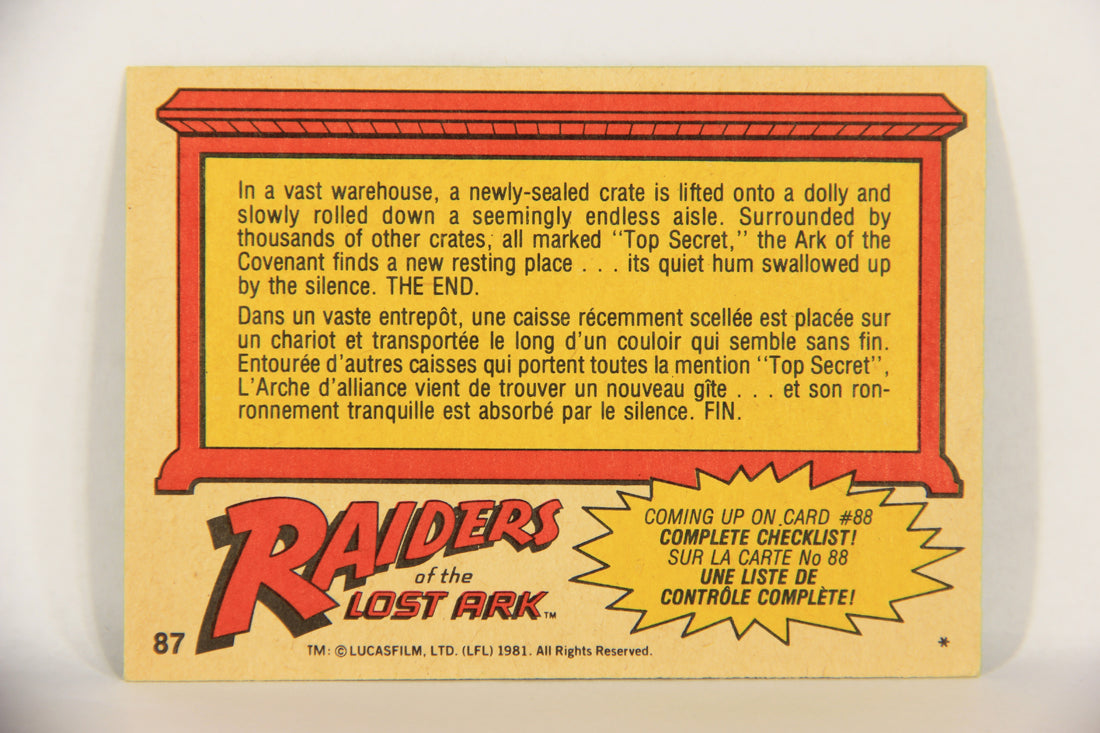 In a vast warehouse, a newly-sealed crate is lifted onto a dolly and
slowly rolled down a seemingly endless aisle. Surrounded by
thousands of other crates, all marked "Top Secret," the Ark of the
Covenant finds a new resting place . . . its quiet hum swallowed up
by the silence. THE END.
Dans un vaste entrepôt, une caisse récemment scellée est placée sur
un chariot et transportée le long d'un couloir qui semble sans fin.
Entourée d'autres caisses qui portent toutes la mention "Top Secret",
L'Arche d'alliance vient de trouver un nouveau gîte . . . et son ron-
ronnement tranquille est absorbé par le silence. FIN.
RAIDERS
of the
LOST ARK™
COMING UP ON CARD #88
COMPLETE CHECKLIST!
SUR LA CARTE No 88
UNE LISTE DE
CONTRÔLE COMPLÈTE!
87
TM: ©LUCASFILM, LTD. (LFL) 1981. All Rights Reserved.
*